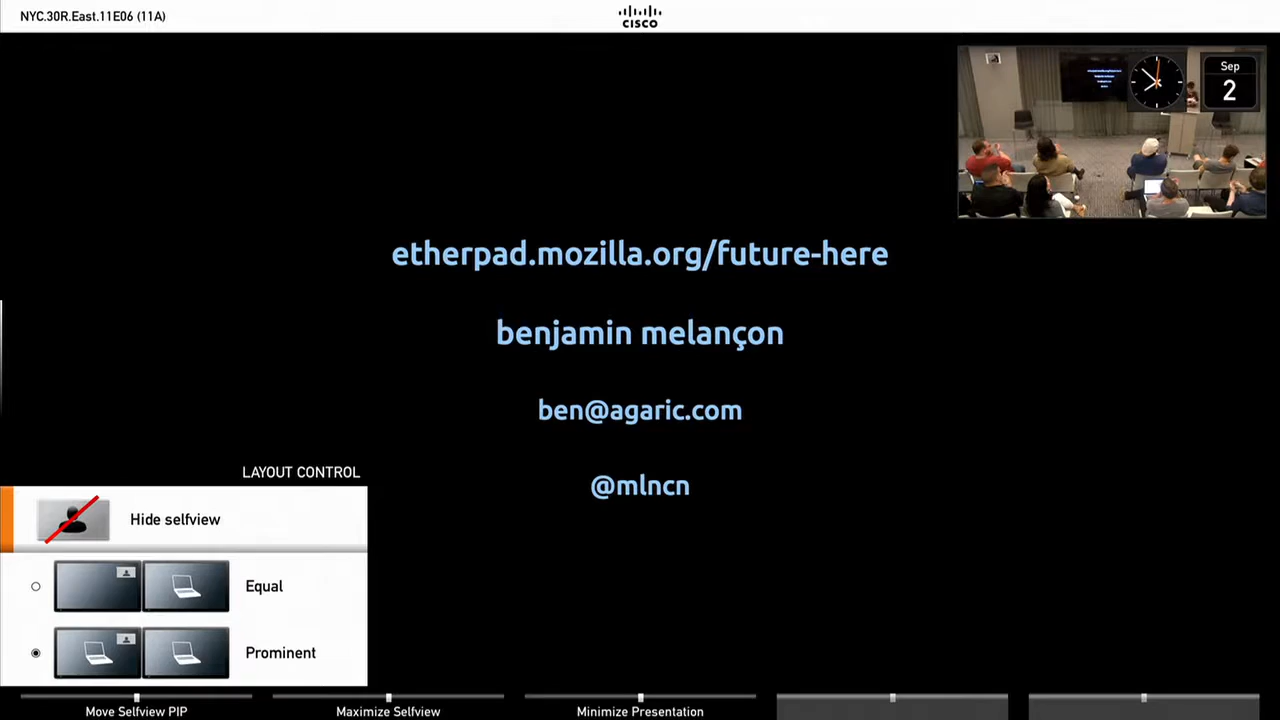 NYC.30R.East.11E06 (11A)
CISCO
Sep
2
etherpad.mozilla.org/future-here
benjamin melançon
ben@agaric.com
@mlncn
LAYOUT CONTROL
Hide selfview
Equal
Prominent
Move Selfview PIP
Maximize Selfview
Minimize Presentation